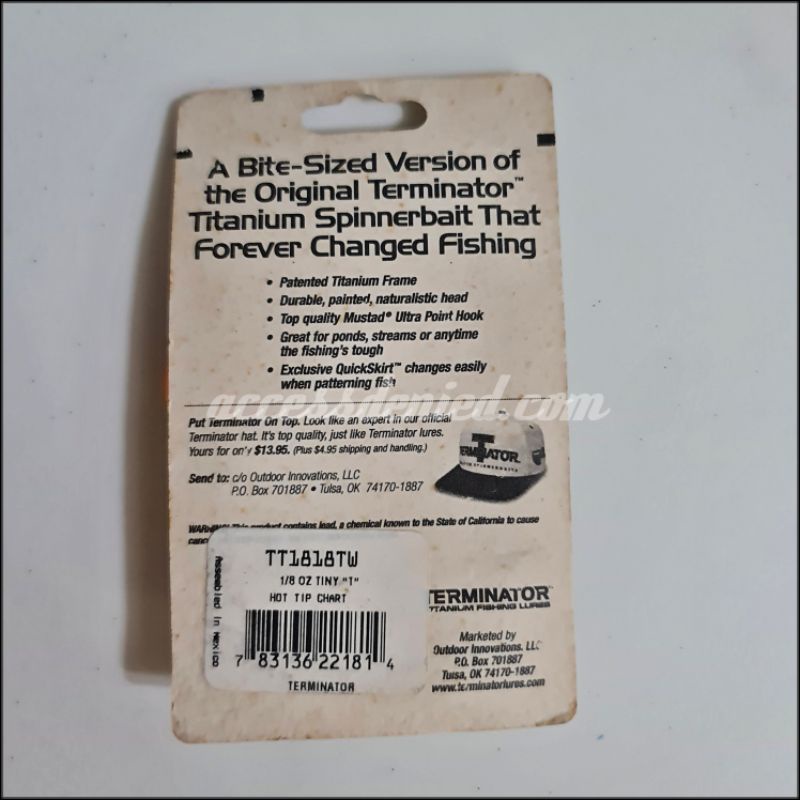 A Bite-Sized Version of
the Original Terminator™
Titanium Spinnerbait That
Forever Changed Fishing
• Patented Titanium Frame
• Durable, painted, naturalistic head
• Top quality Mustad® Ultra Point Hook
• Great for ponds, streams or anytime
the fishing's tough
• Exclusive QuickSkirt™ changes easily
when patterning fish
accessdenied.com
Put Terminator On Top. Look like an expert in our official
Terminator hat. It's top quality, just like Terminator lures.
Yours for only $13.95. (Plus $4.95 shipping and handling.)
TERMINATOR
Send to: c/o Outdoor Innovations, LLC
P.O. Box 701887 • Tulsa, OK 74170-1887
WARNING! This product contains lead, a chemical known to the State of California to cause
TT1818TW
1/8 OZ TINY "T"
HOT TIP CHART
Assembled in Mexico
7 83136 22181 4
TERMINATOR
TERMINATOR™
TITANIUM FISHING LURES
Marketed by
Outdoor Innovations, LLC
P.O. Box 701887
Tulsa, OK 74170-1887
www.terminatorlures.com